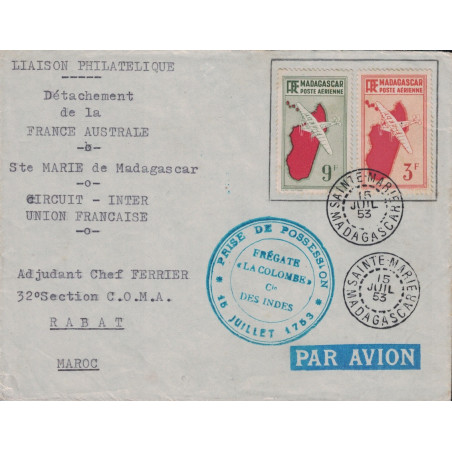 LIAISON PHILATELIQUE
Détachement
de la
FRANCE AUSTRALE
-o-
Ste MARIE de Madagascar
-o-
CIRCUIT - INTER
UNION FRANCAISE
-o-
Adjudant Chef FERRIER
32°Section C.O.M.A.
RABAT
MAROC
MADAGASCAR
POSTE AÉRIENNE
9F
MADAGASCAR
POSTE AÉRIENNE
3F
SAINTE-MARIE
15
JUIL
53
MADAGASCAR
PRISE DE POSSESSION
FRÉGATE
"LA COLOMBE"
Cie
DES INDES
15 JUILLET 1753
SAINTE-MARIE
15
JUIL
53
MADAGASCAR
PAR AVION